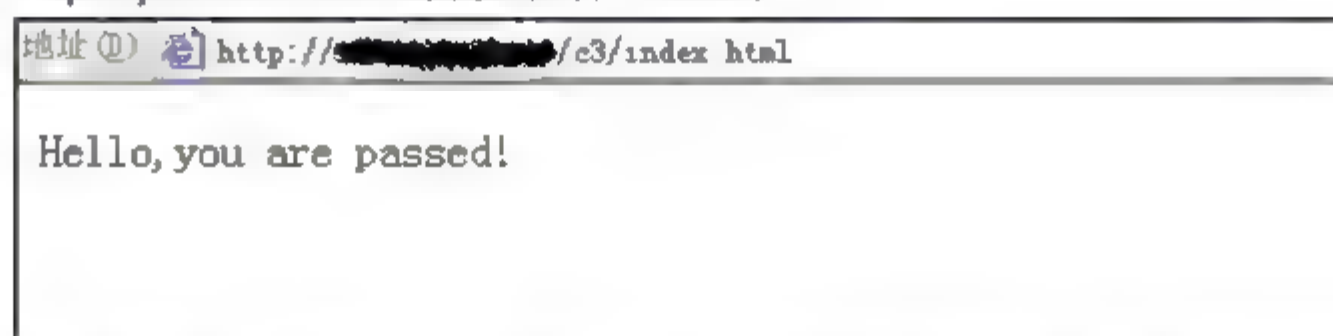 地址(D) http:// /c3/index html
Hello, you are passed!